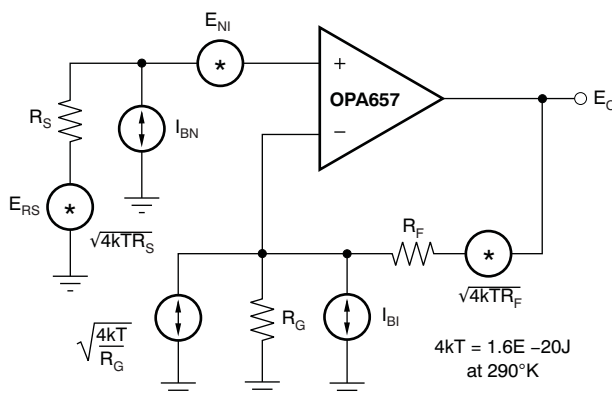 E_NI
*
+
OPA657
−
E_O
R_S
I_BN
E_RS
*
√4kTR_S
R_F
*
√4kTR_F
√4kT/R_G
R_G
I_BI
4kT = 1.6E −20J
at 290°K